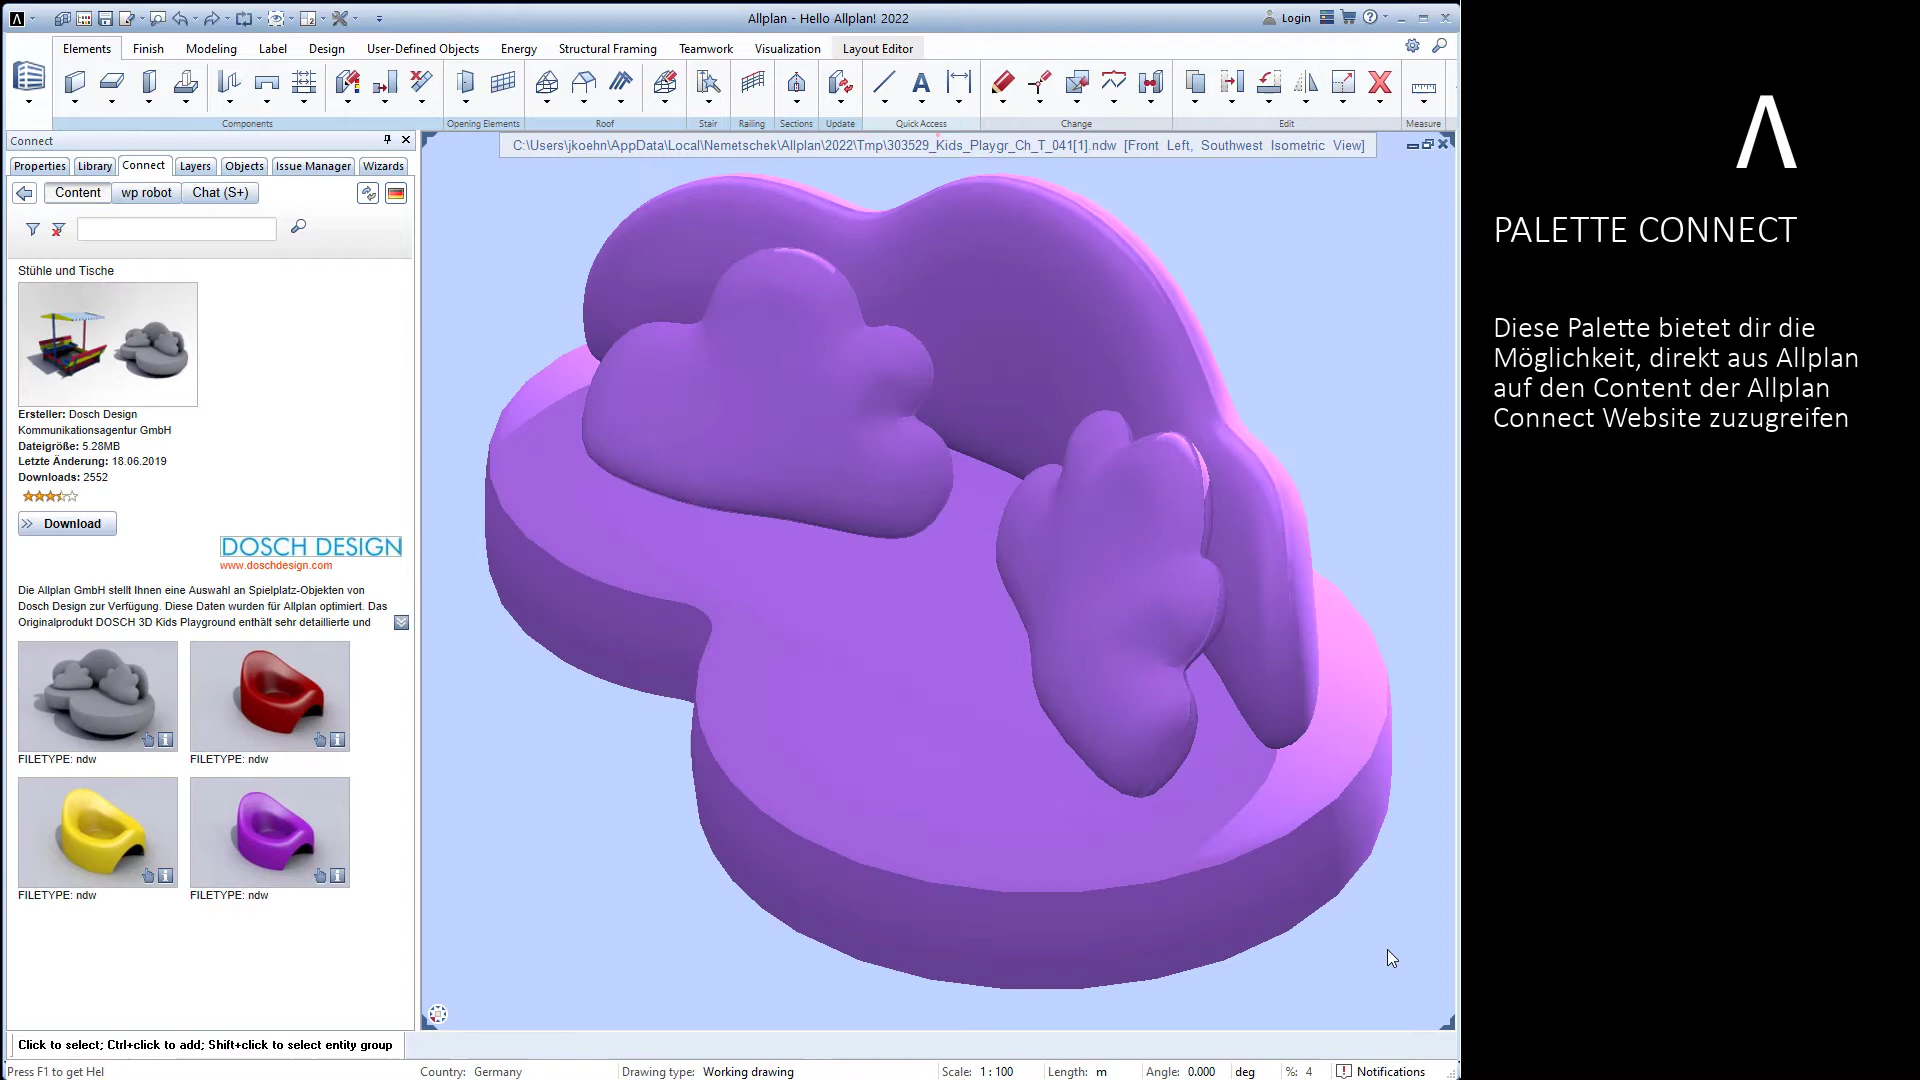 Allplan - Hello Allplan! 2022
Login
Elements
Finish
Modeling
Label
Design
User-Defined Objects
Energy
Structural Framing
Teamwork
Visualization
Layout Editor
Components
Opening Elements
Roof
Stair
Railing
Sections
Update
Quick Access
Change
Edit
Measure
Connect
Properties
Library
Connect
Layers
Objects
Issue Manager
Wizards
Content
wp robot
Chat (S+)
Stühle und Tische
Ersteller: Dosch Design
Kommunikationsagentur GmbH
Dateigröße: 5.28MB
Letzte Änderung: 18.06.2019
Downloads: 2552
Download
DOSCH DESIGN
www.doschdesign.com
Die Allplan GmbH stellt Ihnen eine Auswahl an Spielplatz-Objekten von
Dosch Design zur Verfügung. Diese Daten wurden für Allplan optimiert. Das
Originalprodukt DOSCH 3D Kids Playground enthält sehr detaillierte und
FILETYPE: ndw
FILETYPE: ndw
FILETYPE: ndw
FILETYPE: ndw
C:\Users\jkoehn\AppData\Local\Nemetschek\Allplan\2022\Tmp\303529_Kids_Playgr_Ch_T_041[1].ndw [Front Left, Southwest Isometric View]
Click to select; Ctrl+click to add; Shift+click to select entity group
Press F1 to get Hel
Country: Germany
Drawing type: Working drawing
Scale: 1 : 100
Length: m
Angle: 0.000 deg
%: 4
Notifications
PALETTE CONNECT
Diese Palette bietet dir die
Möglichkeit, direkt aus Allplan
auf den Content der Allplan
Connect Website zuzugreifen